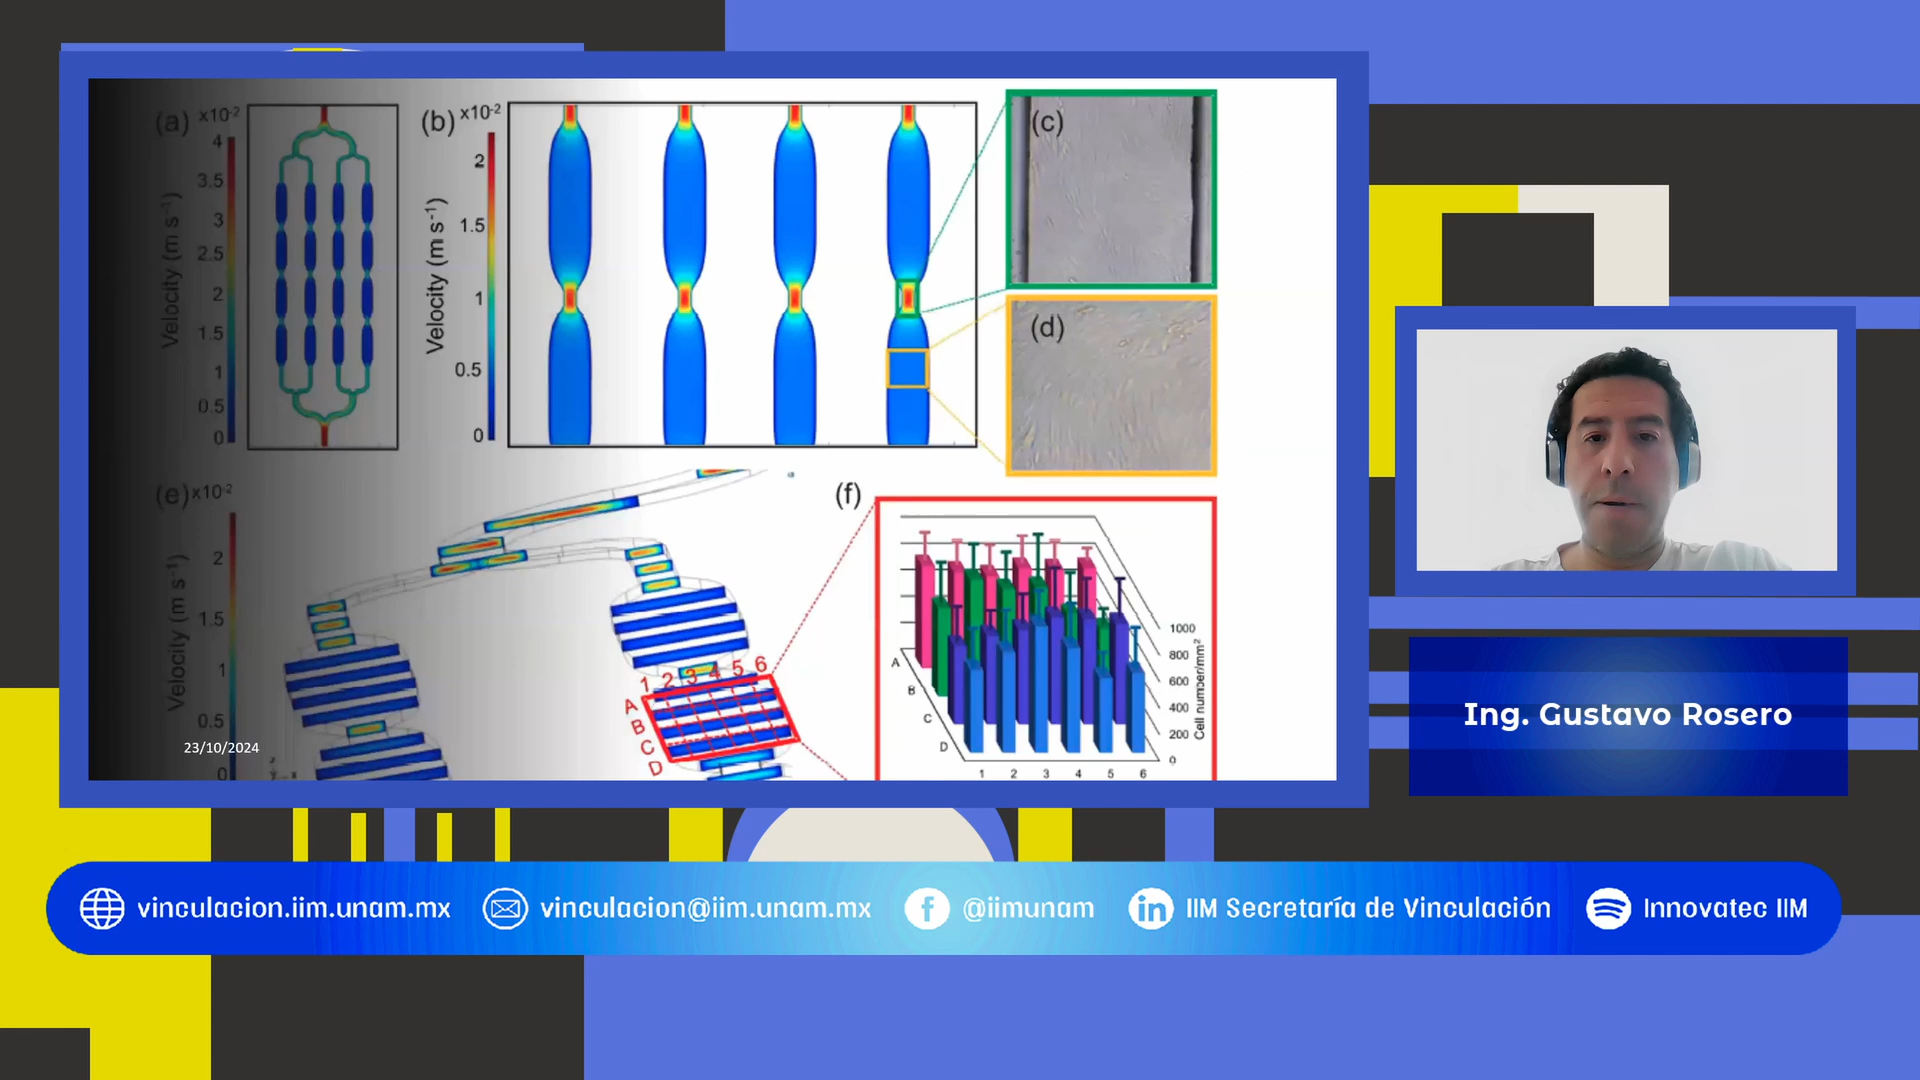 (a)
×10-2
4
3.5
3
2.5
2
1.5
1
0.5
0
Velocity (m s-1)
(b)
×10-2
2
1.5
1
0.5
0
Velocity (m s-1)
(c)
(d)
(e)
×10-2
2
1.5
1
0.5
0
Velocity (m s-1)
1 2 3 4 5 6
A
B
C
D
(f)
A
B
C
D
1 2 3 4 5 6
1000
800
600
400
200
0
Cell number/mm2
23/10/2024
Ing. Gustavo Rosero
vinculacion.iim.unam.mx
vinculacion@iim.unam.mx
@iimunam
in
IIM Secretaría de Vinculación
Innovatec IIM